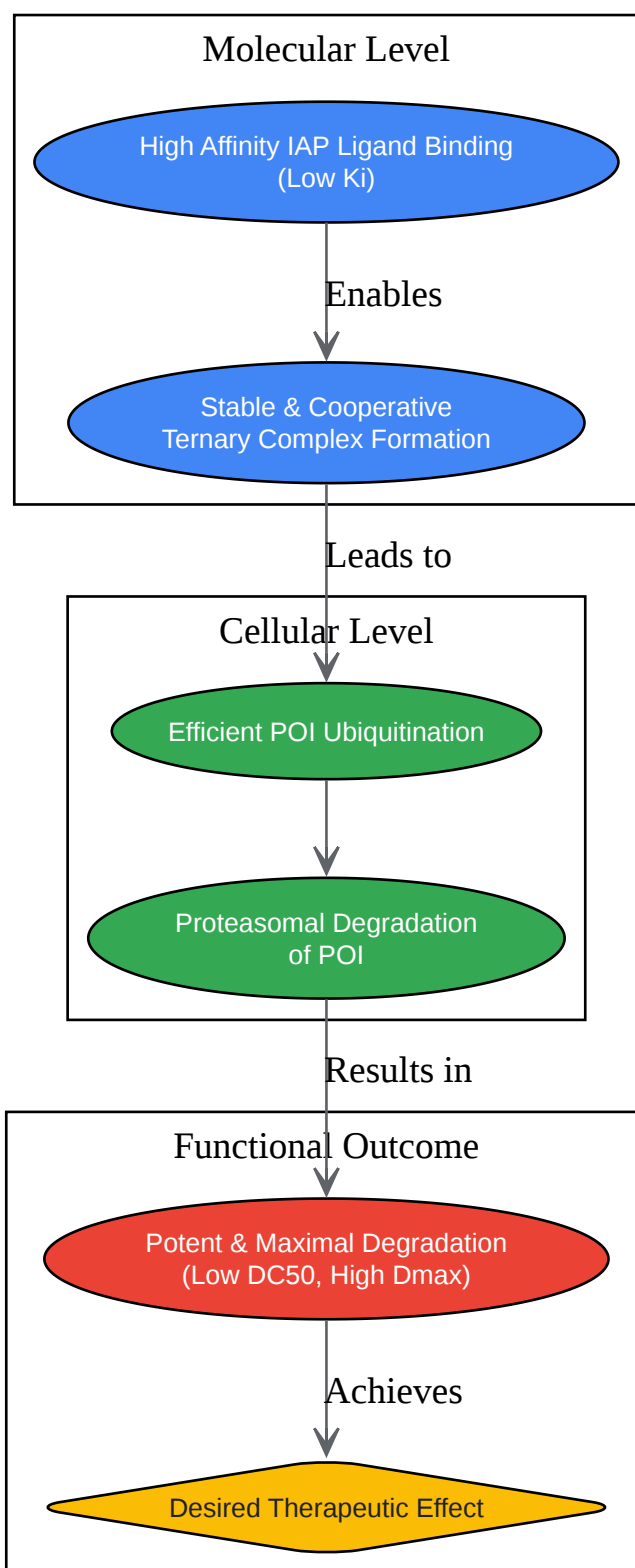 Molecular Level
High Affinity IAP Ligand Binding
(Low Ki)
Enables
Stable & Cooperative
Ternary Complex Formation
Leads to
Cellular Level
Efficient POI Ubiquitination
Proteasomal Degradation
of POI
Results in
Functional Outcome
Potent & Maximal Degradation
(Low DC50, High Dmax)
Achieves
Desired Therapeutic Effect